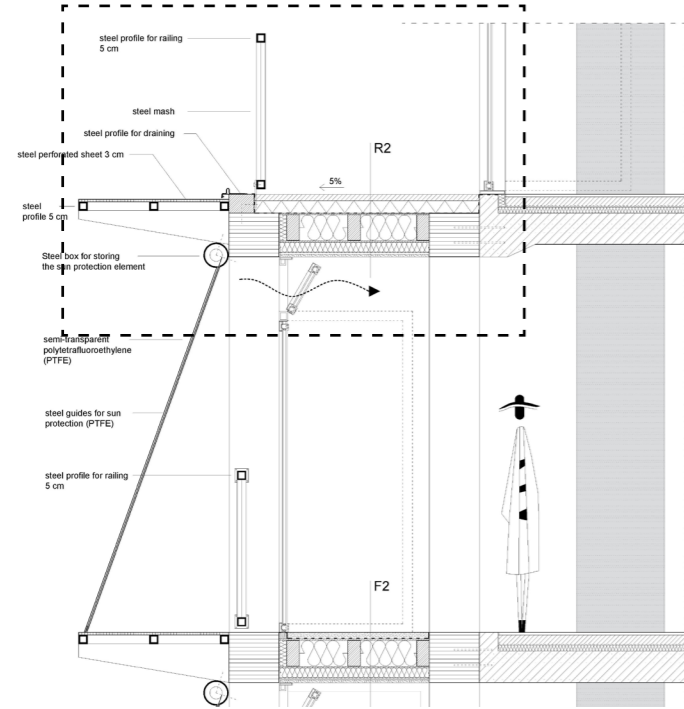 steel profile for railing
5 cm
steel mash
steel profile for draining
R2
steel perforated sheet 3 cm
5%
steel
profile 5 cm
Steel box for storing
the sun protection element
semi-transparent
polytetrafluoroethylene
(PTFE)
steel guides for sun
protection (PTFE)
steel profile for railing
5 cm
F2